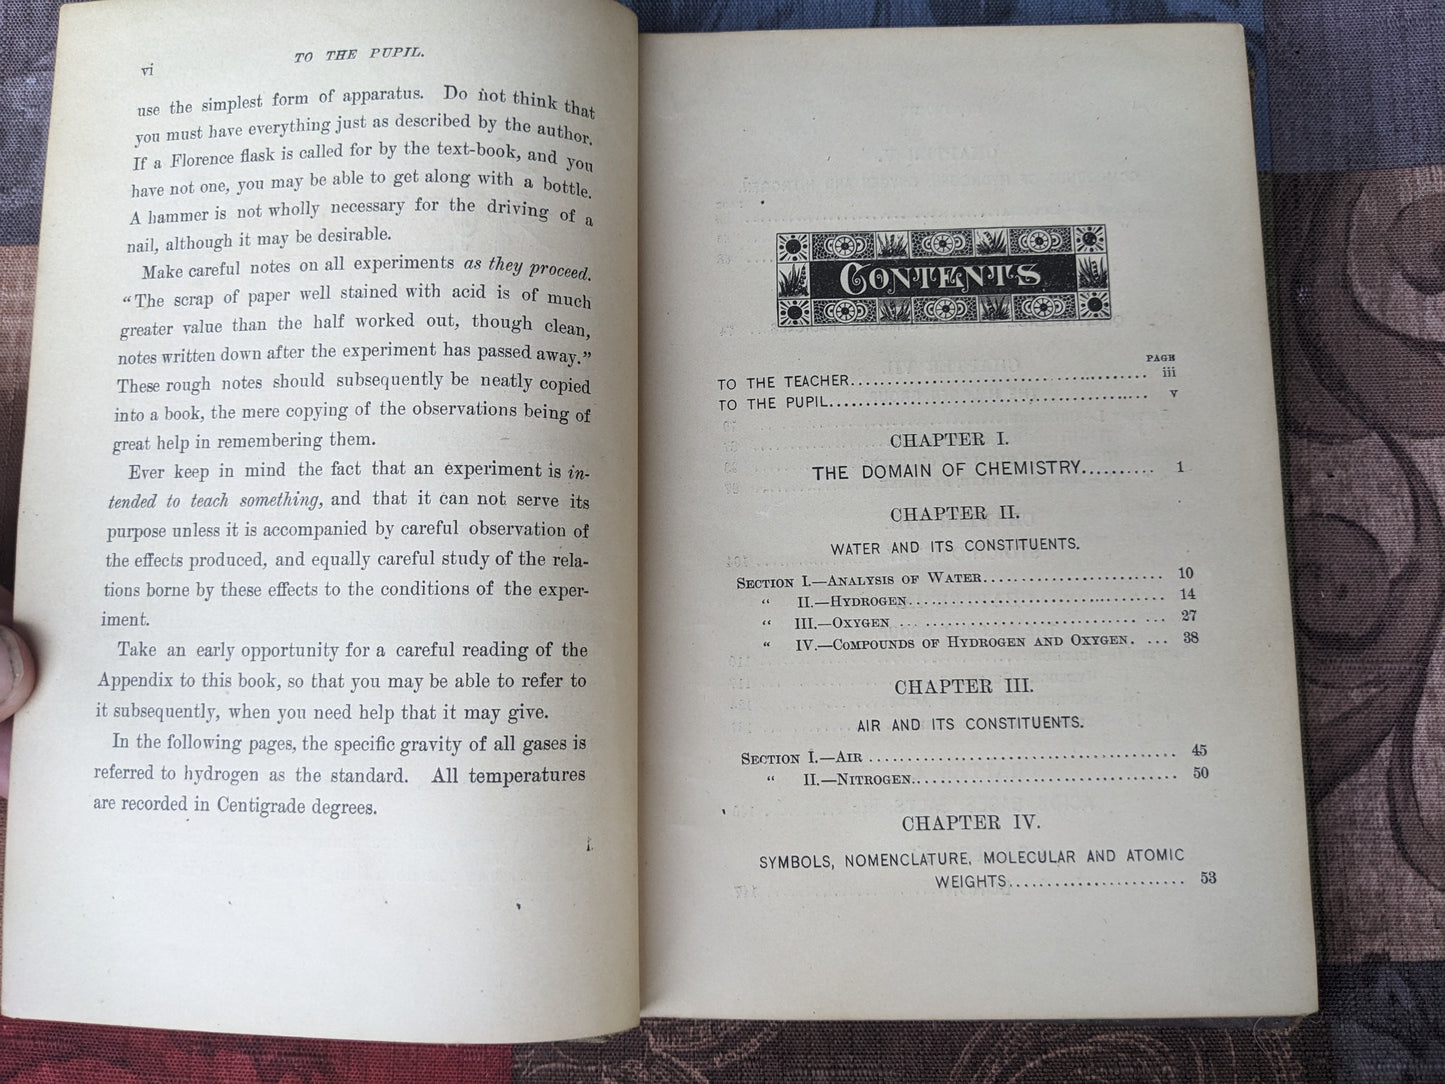 vi
TO THE PUPIL.
use the simplest form of apparatus. Do not think that
you must have everything just as described by the author.
If a Florence flask is called for by the text-book, and you
have not one, you may be able to get along with a bottle.
A hammer is not wholly necessary for the driving of a
nail, although it may be desirable.
Make careful notes on all experiments as they proceed.
“The scrap of paper well stained with acid is of much
greater value than the half worked out, though clean,
notes written down after the experiment has passed away.”
These rough notes should subsequently be neatly copied
into a book, the mere copying of the observations being of
great help in remembering them.
Ever keep in mind the fact that an experiment is in-
tended to teach something, and that it can not serve its
purpose unless it is accompanied by careful observation of
the effects produced, and equally careful study of the rela-
tions borne by these effects to the conditions of the exper-
iment.
Take an early opportunity for a careful reading of the
Appendix to this book, so that you may be able to refer to
it subsequently, when you need help that it may give.
In the following pages, the specific gravity of all gases is
referred to hydrogen as the standard. All temperatures
are recorded in Centigrade degrees.
CONTENTS
PAGE
TO THE TEACHER.................................... iii
TO THE PUPIL....................................... v
CHAPTER I.
THE DOMAIN OF CHEMISTRY.......... 1
CHAPTER II.
WATER AND ITS CONSTITUENTS.
SECTION I.—ANALYSIS OF WATER........................ 10
“ II.—HYDROGEN.................................. 14
“ III.—OXYGEN .................................. 27
“ IV.—COMPOUNDS OF HYDROGEN AND OXYGEN. ... 38
CHAPTER III.
AIR AND ITS CONSTITUENTS.
SECTION I.—AIR ........................................ 45
“ II.—NITROGEN.................................. 50
CHAPTER IV.
SYMBOLS, NOMENCLATURE, MOLECULAR AND ATOMIC
WEIGHTS........................ 53